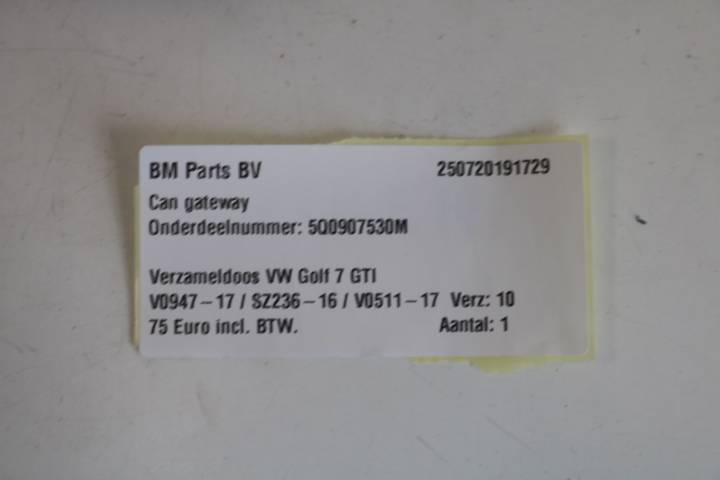 BM Parts BV 250720191729
Can gateway
Onderdeelnummer: 5Q0907530M
Verzameldoos VW Golf 7 GTI
V0947-17 / SZ236-16 / V0511-17 Verz: 10
75 Euro incl. BTW. Aantal: 1